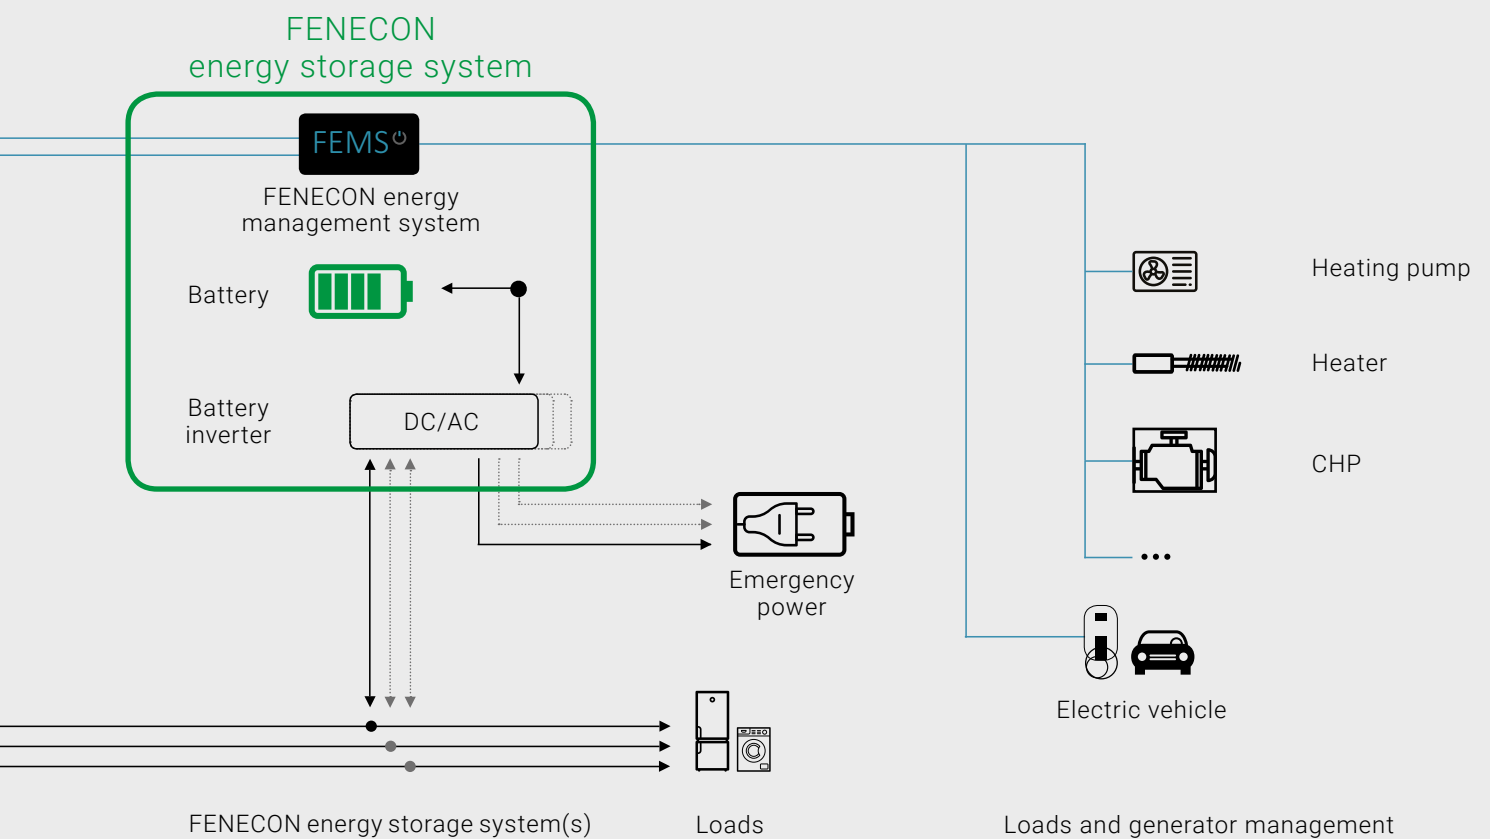 FENECON
energy storage system
FEMS
FENECON energy
management system
Battery
Battery
inverter
DC/AC
Emergency
power
Heating pump
Heater
CHP
...
Electric vehicle
FENECON energy storage system(s)
Loads
Loads and generator management